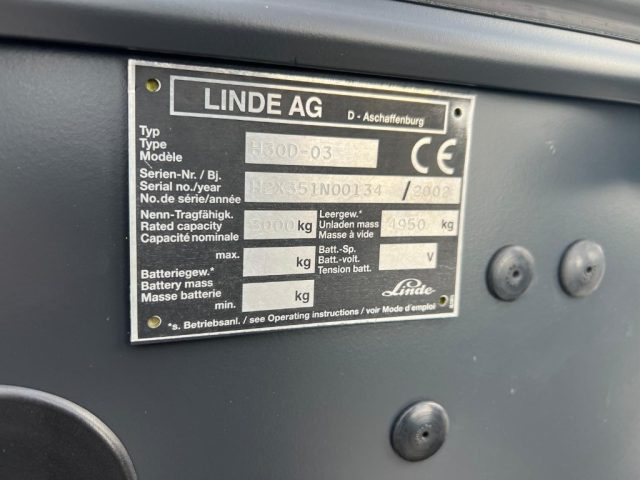 LINDE AG D - Aschaffenburg
Typ
Type H30D-03
Modèle
Serien-Nr. / Bj.
Serial no./year H2X351N00134 /2002
No. de série/année
Nenn-Tragfähigk. Leergew.*
Rated capacity 3000 kg Unladen mass 4950 kg
Capacité nominale Masse à vide
max. kg Batt.-Sp.
Batt.-volt. V
Tension batt.
Batteriegew.*
Battery mass kg Linde
Masse batterie min.
*s. Betriebsanl. / see Operating instructions / voir Mode d'emploi
CE